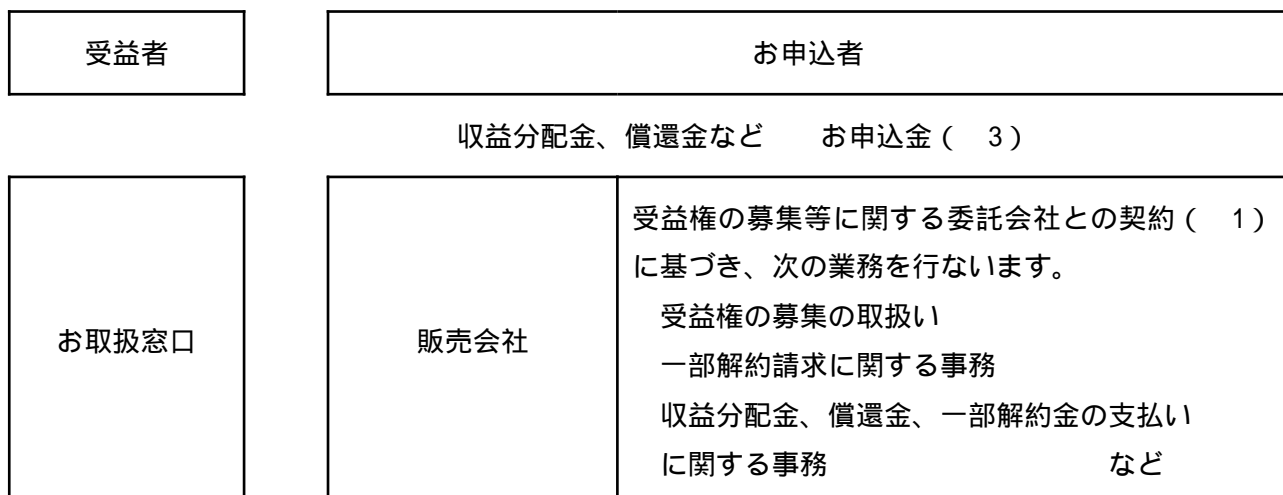 受益者
お申込者
収益分配金、償還金など お申込金( 3)
お取扱窓口
販売会社
受益権の募集等に関する委託会社との契約( 1)
に基づき、次の業務を行ないます。
受益権の募集の取扱い
一部解約請求に関する事務
収益分配金、償還金、一部解約金の支払い
に関する事務 など